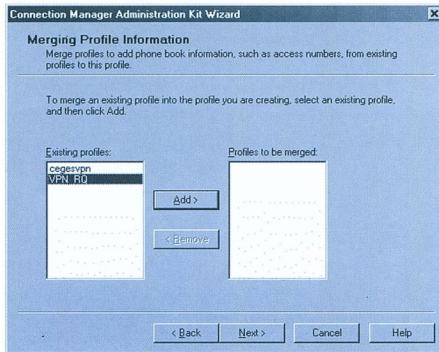 Connection Manager Administration Kit Wizard
Merging Profile Information
Merge profiles to add phone book information, such as access numbers, from existing
profiles to this profile.
To merge an existing profile into the profile you are creating, select an existing profile,
and then click Add.
Existing profiles:
cegesvpn
VPN RQ
Profiles to be merged:
Add >
< Remove
< Back
Next >
Cancel
Help